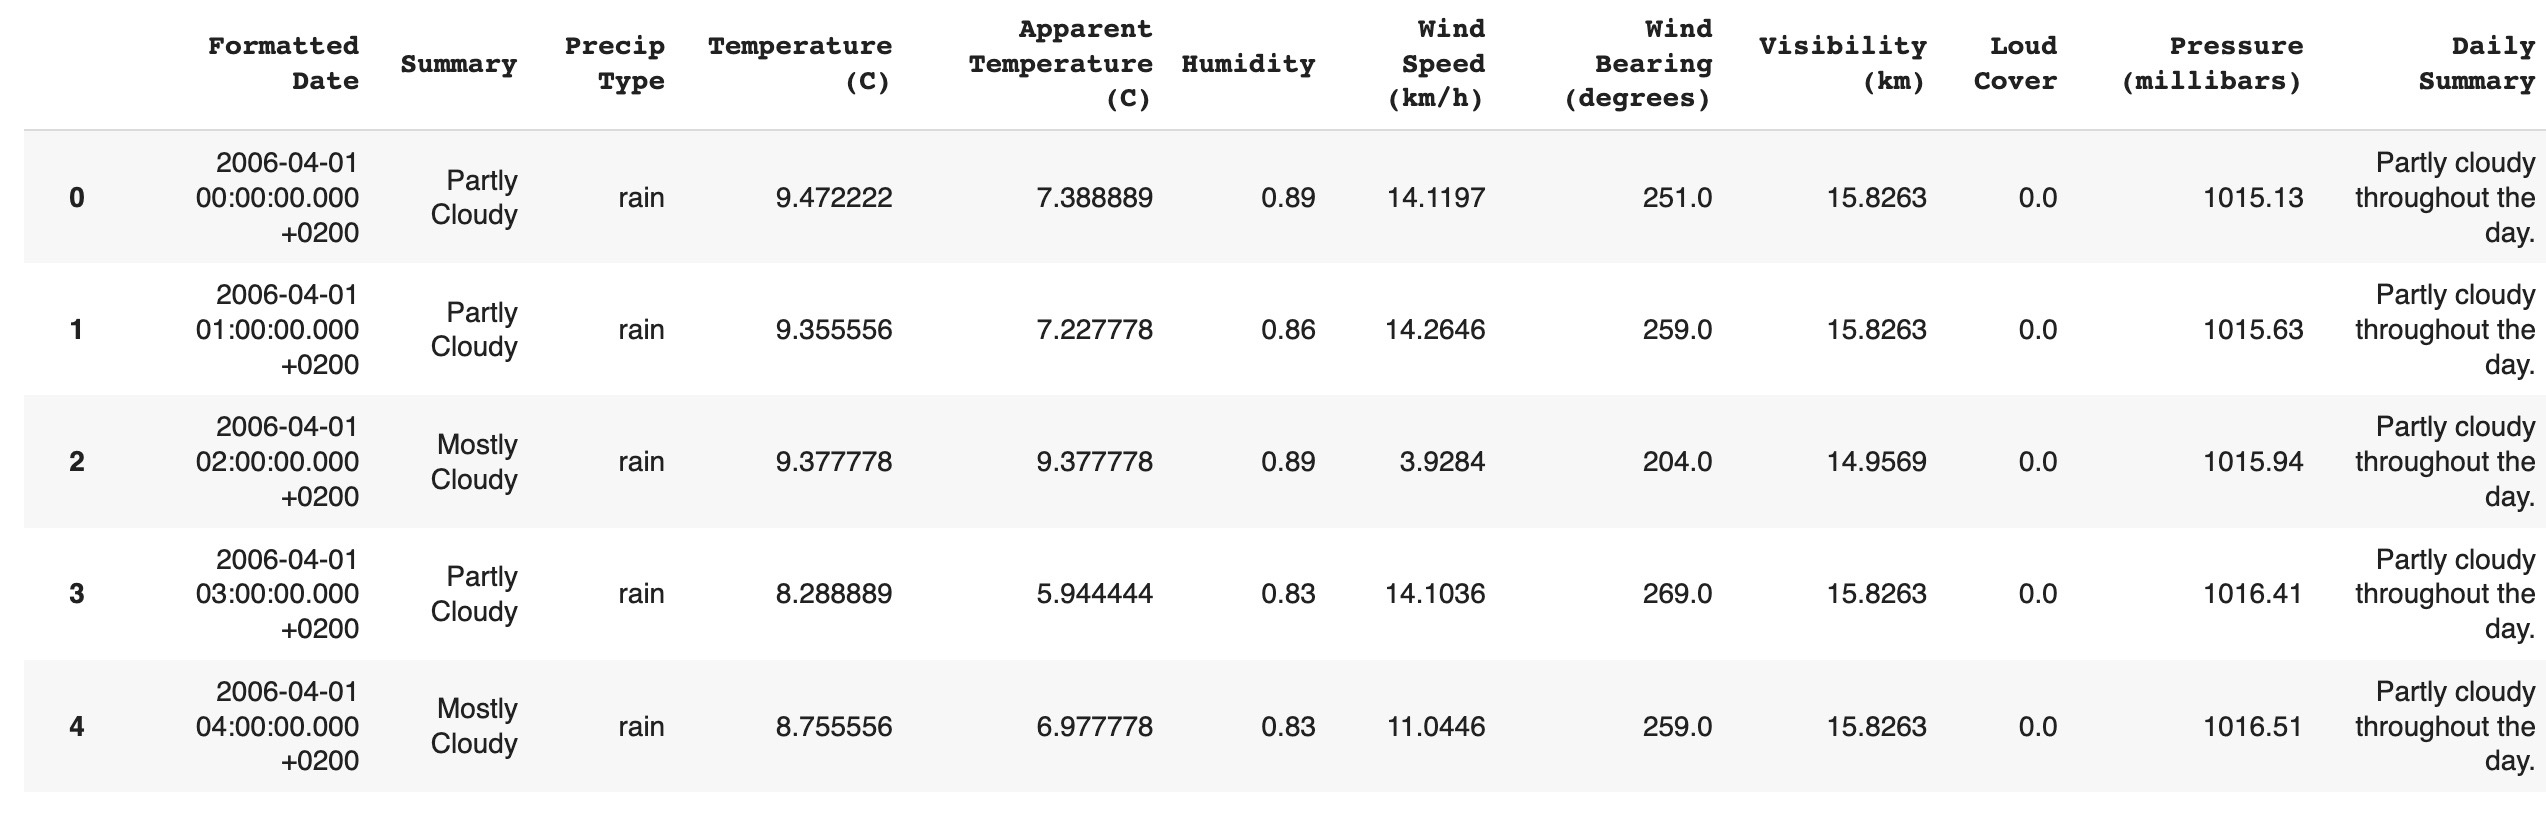 Formatted Date Summary Precip Type Temperature (C) Apparent Temperature (C) Humidity Wind Speed (km/h) Wind Bearing (degrees) Visibility (km) Loud Cover Pressure (millibars) Daily Summary
0 2006-04-01 00:00:00.000 +0200 Partly Cloudy rain 9.472222 7.388889 0.89 14.1197 251.0 15.8263 0.0 1015.13 Partly cloudy throughout the day.
1 2006-04-01 01:00:00.000 +0200 Partly Cloudy rain 9.355556 7.227778 0.86 14.2646 259.0 15.8263 0.0 1015.63 Partly cloudy throughout the day.
2 2006-04-01 02:00:00.000 +0200 Mostly Cloudy rain 9.377778 9.377778 0.89 3.9284 204.0 14.9569 0.0 1015.94 Partly cloudy throughout the day.
3 2006-04-01 03:00:00.000 +0200 Partly Cloudy rain 8.288889 5.944444 0.83 14.1036 269.0 15.8263 0.0 1016.41 Partly cloudy throughout the day.
4 2006-04-01 04:00:00.000 +0200 Mostly Cloudy rain 8.755556 6.977778 0.83 11.0446 259.0 15.8263 0.0 1016.51 Partly cloudy throughout the day.